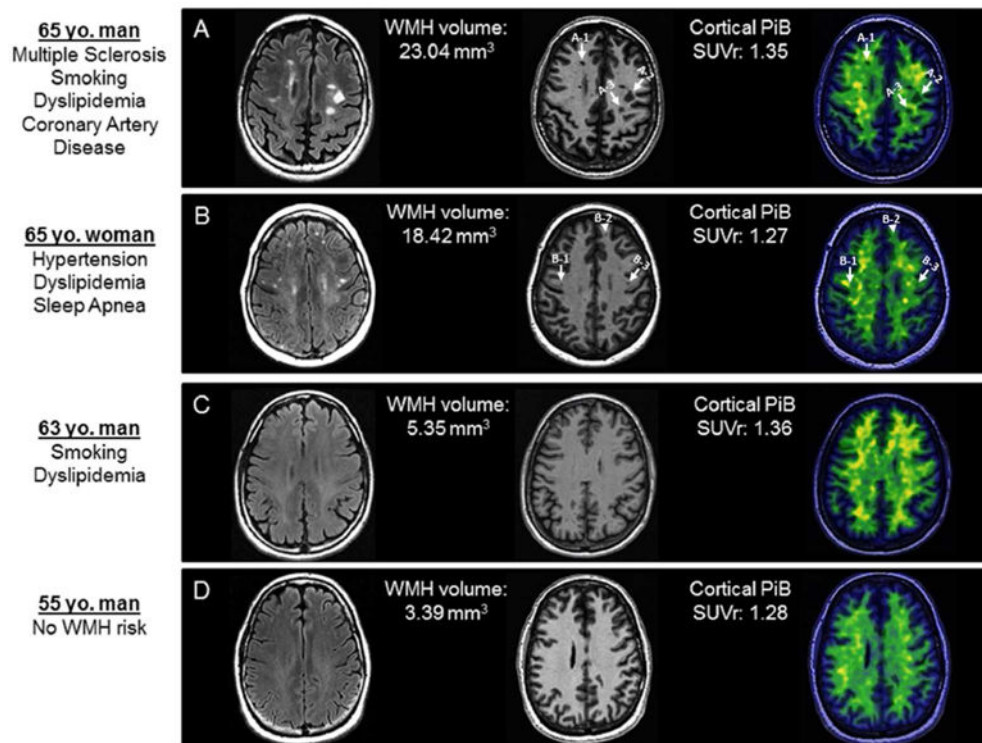 65 yo. man
Multiple Sclerosis
Smoking
Dyslipidemia
Coronary Artery
Disease
A
WMH volume:
23.04 mm³
A-1
A-2
A-3
Cortical PiB
SUVr: 1.35
A-1
A-2
A-3
65 yo. woman
Hypertension
Dyslipidemia
Sleep Apnea
B
WMH volume:
18.42 mm³
B-2
B-1
B-3
Cortical PiB
SUVr: 1.27
B-2
B-1
B-3
63 yo. man
Smoking
Dyslipidemia
C
WMH volume:
5.35 mm³
Cortical PiB
SUVr: 1.36
55 yo. man
No WMH risk
D
WMH volume:
3.39 mm³
Cortical PiB
SUVr: 1.28